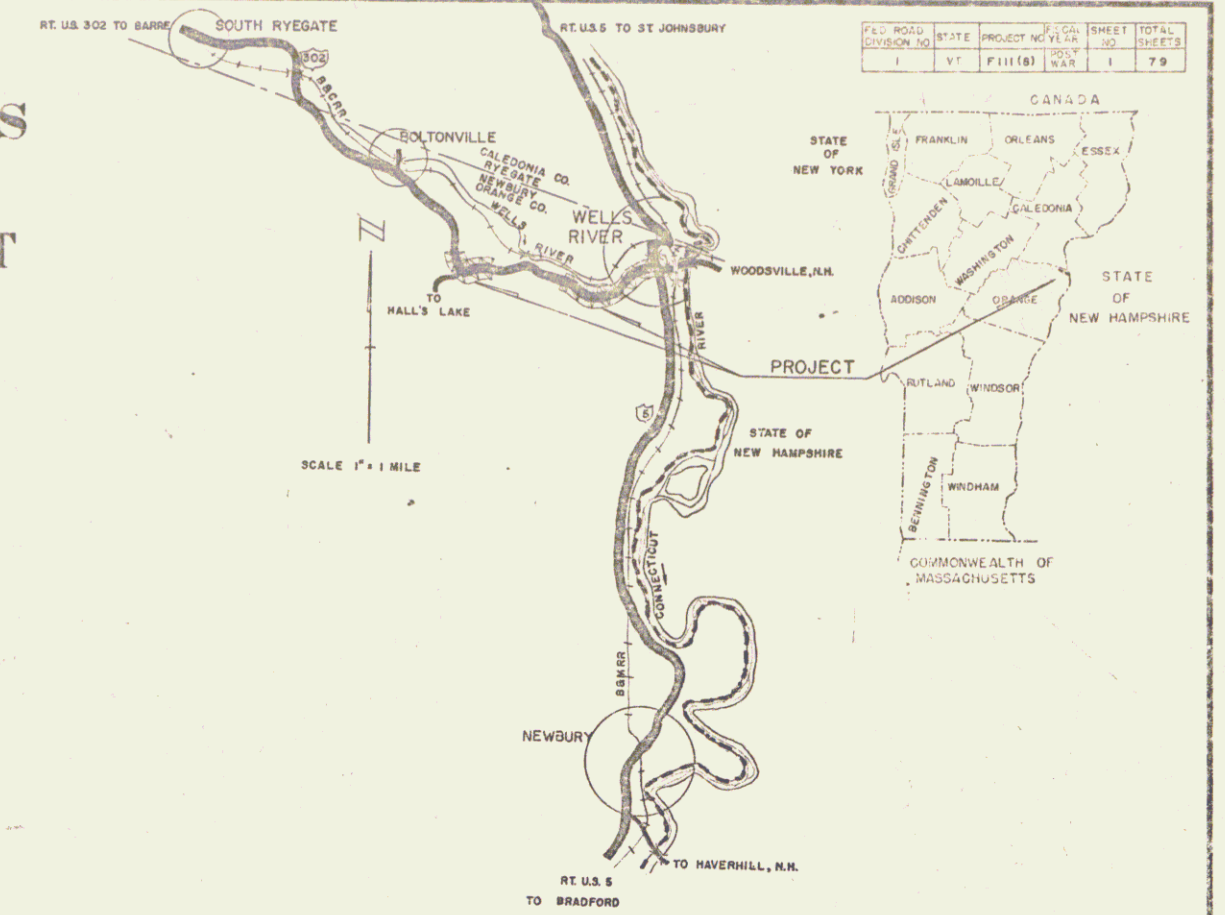 RT. U.S. 302 TO BARRE
SOUTH RYEGATE
302
RT. U.S. 5 TO ST JOHNSBURY
FED ROAD DIVISION NO
STATE
PROJECT NO
FISCAL YEAR
SHEET NO
TOTAL SHEETS
1
VT
F 111 (8)
POST WAR
1
79
S
T
BOLTONVILLE
CALEDONIA CO.
RYEGATE
NEWBURY
ORANGE CO.
WELLS
RIVER
WELLS
RIVER
WOODSVILLE, N.H.
TO
HALL'S LAKE
N
SCALE 1" = 1 MILE
RIVER
PROJECT
5
STATE OF
NEW HAMPSHIRE
CONNECTICUT
NEWBURY
TO HAVERHILL, N.H.
RT. U.S. 5
TO BRADFORD
CANADA
STATE
OF
NEW YORK
GRAND ISLE
FRANKLIN
ORLEANS
ESSEX
LAMOILLE
CALEDONIA
CHITTENDEN
WASHINGTON
ADDISON
ORANGE
STATE
OF
NEW HAMPSHIRE
RUTLAND
WINDSOR
BENNINGTON
WINDHAM
COMMONWEALTH OF
MASSACHUSETTS